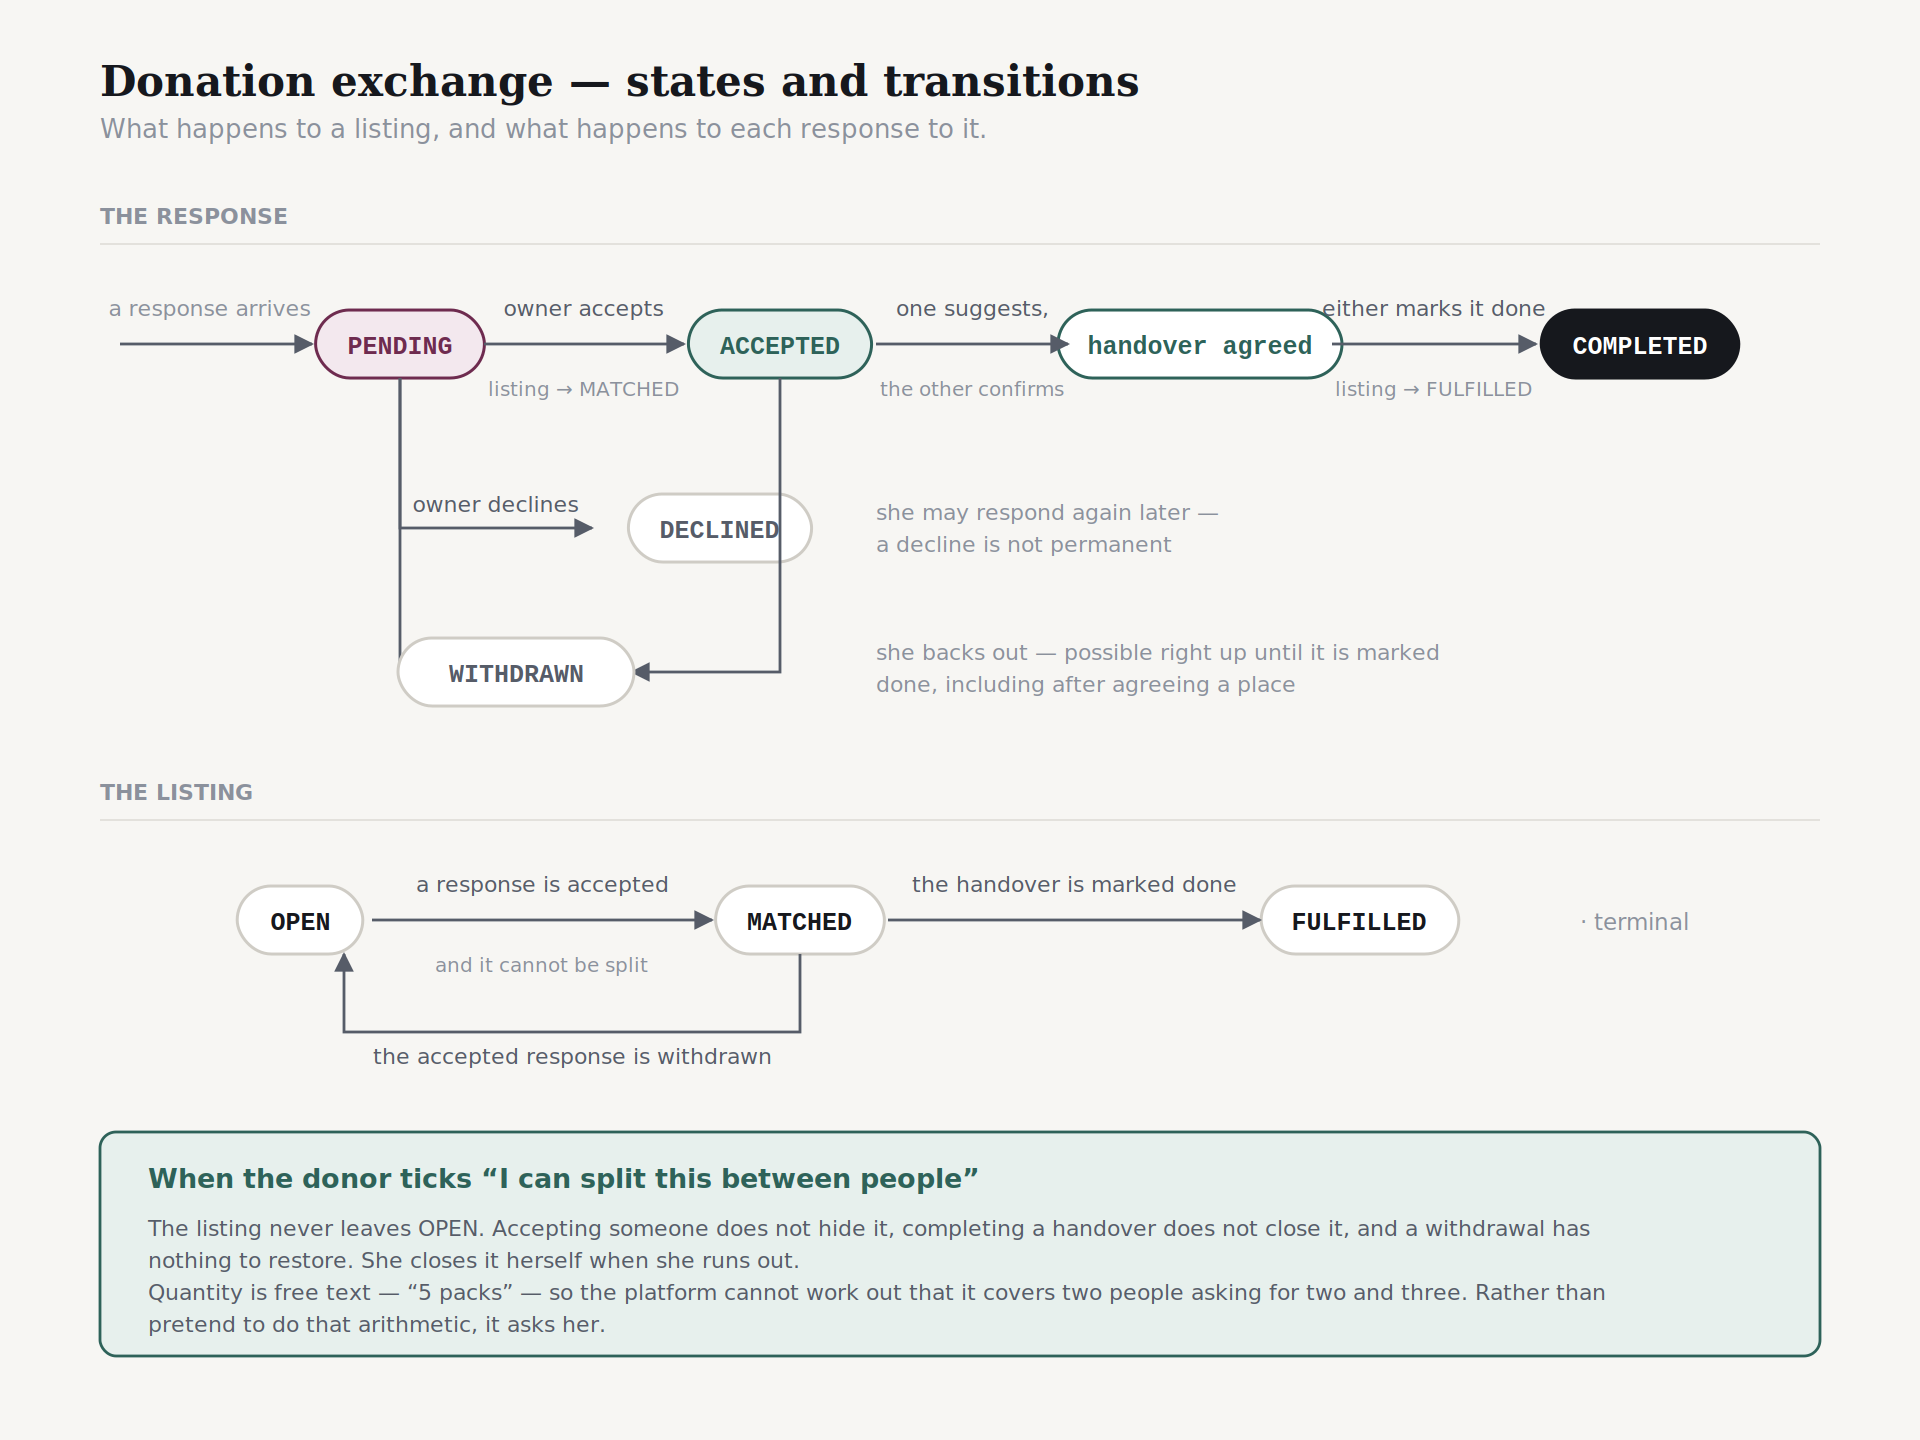 Donation exchange — states and transitions
What happens to a listing, and what happens to each response to it.
THE RESPONSE
a response arrives
PENDING
owner accepts
listing → MATCHED
ACCEPTED
one suggests,
the other confirms
handover agreed
either marks it done
listing → FULFILLED
COMPLETED
owner declines
DECLINED
she may respond again later —
a decline is not permanent
WITHDRAWN
she backs out — possible right up until it is marked
done, including after agreeing a place
THE LISTING
OPEN
a response is accepted
and it cannot be split
MATCHED
the handover is marked done
FULFILLED
· terminal
the accepted response is withdrawn
When the donor ticks “I can split this between people”
The listing never leaves OPEN. Accepting someone does not hide it, completing a handover does not close it, and a withdrawal has
nothing to restore. She closes it herself when she runs out.
Quantity is free text — “5 packs” — so the platform cannot work out that it covers two people asking for two and three. Rather than
pretend to do that arithmetic, it asks her.